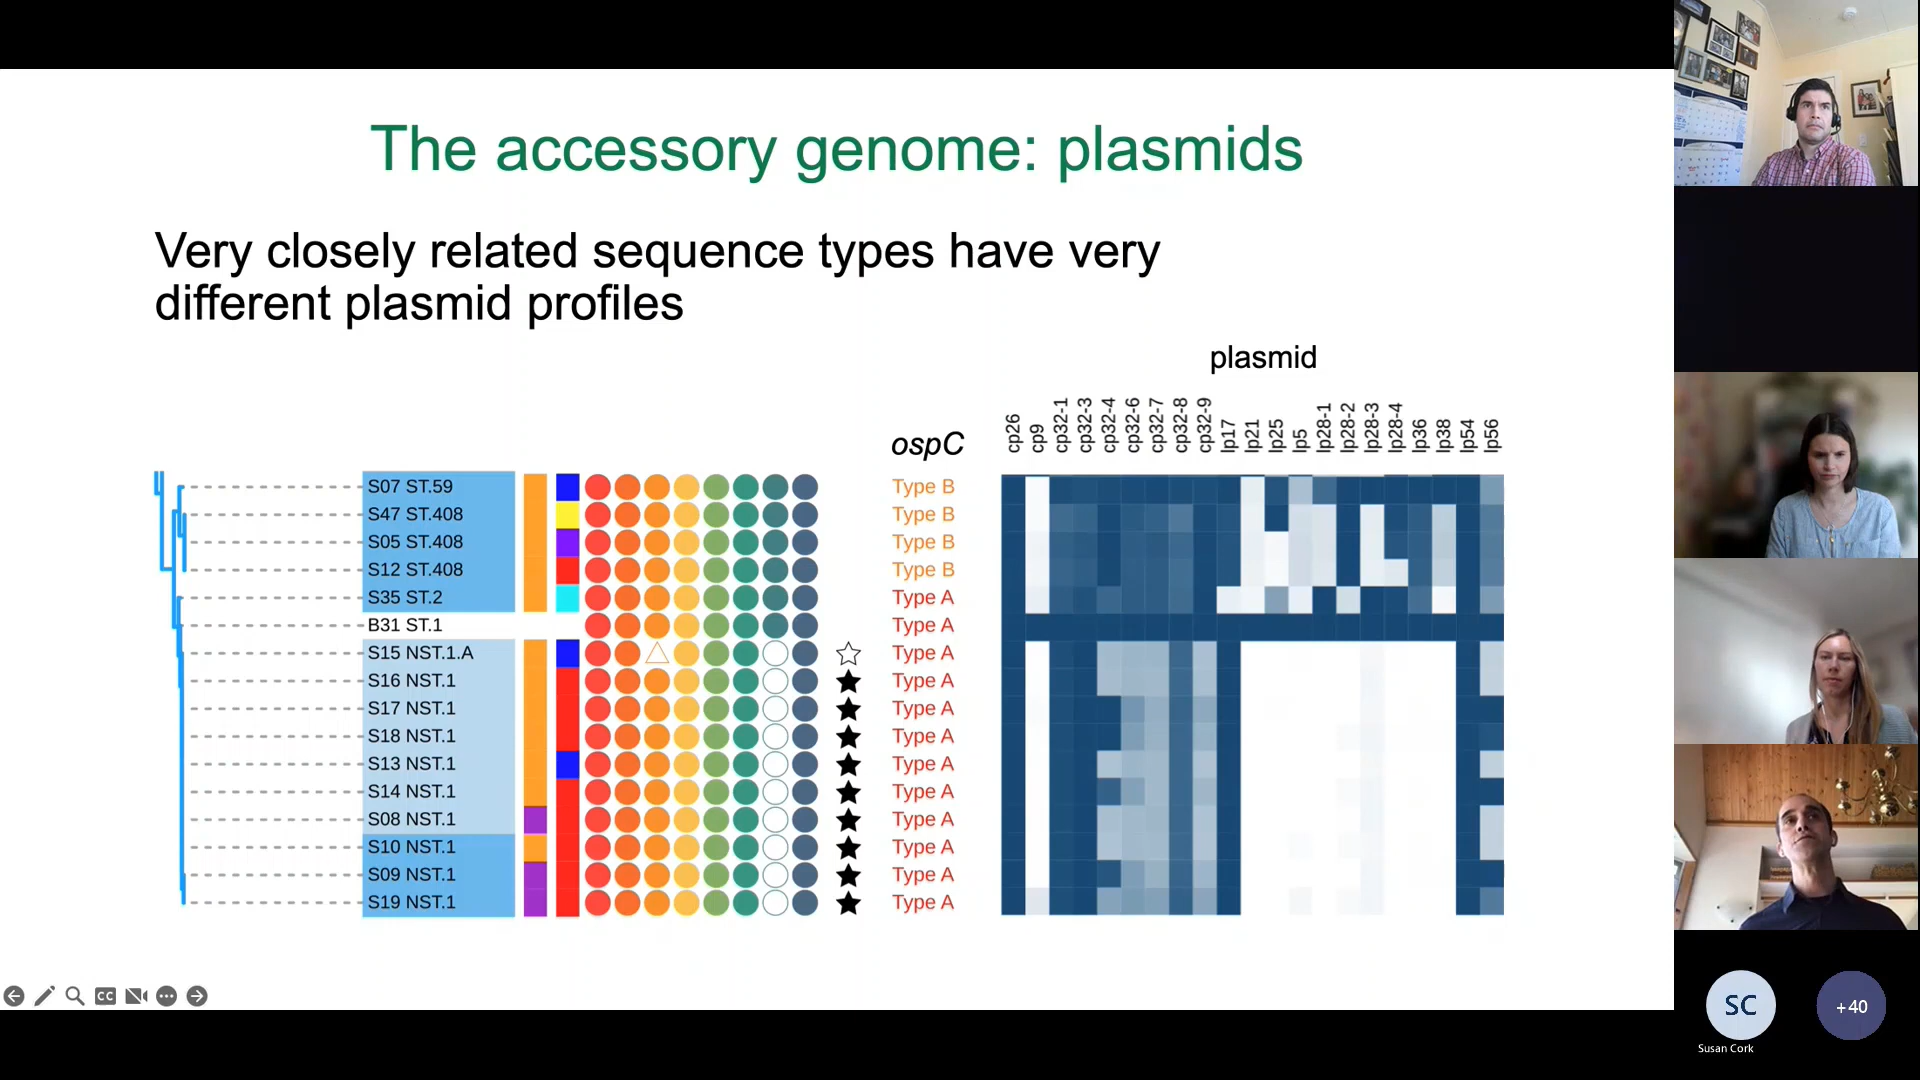 The accessory genome: plasmids
Very closely related sequence types have very
different plasmid profiles
plasmid
ospC
cp26
cp9
cp32-1
cp32-3
cp32-4
cp32-6
cp32-7
cp32-8
cp32-9
lp17
lp21
lp25
lp5
lp28-1
lp28-2
lp28-3
lp28-4
lp36
lp38
lp54
lp56
S07 ST.59 Type B
S47 ST.408 Type B
S05 ST.408 Type B
S12 ST.408 Type B
S35 ST.2 Type A
B31 ST.1 Type A
S15 NST.1.A Type A
S16 NST.1 Type A
S17 NST.1 Type A
S18 NST.1 Type A
S13 NST.1 Type A
S14 NST.1 Type A
S08 NST.1 Type A
S10 NST.1 Type A
S09 NST.1 Type A
S19 NST.1 Type A
CC
SC
+40
Susan Cork